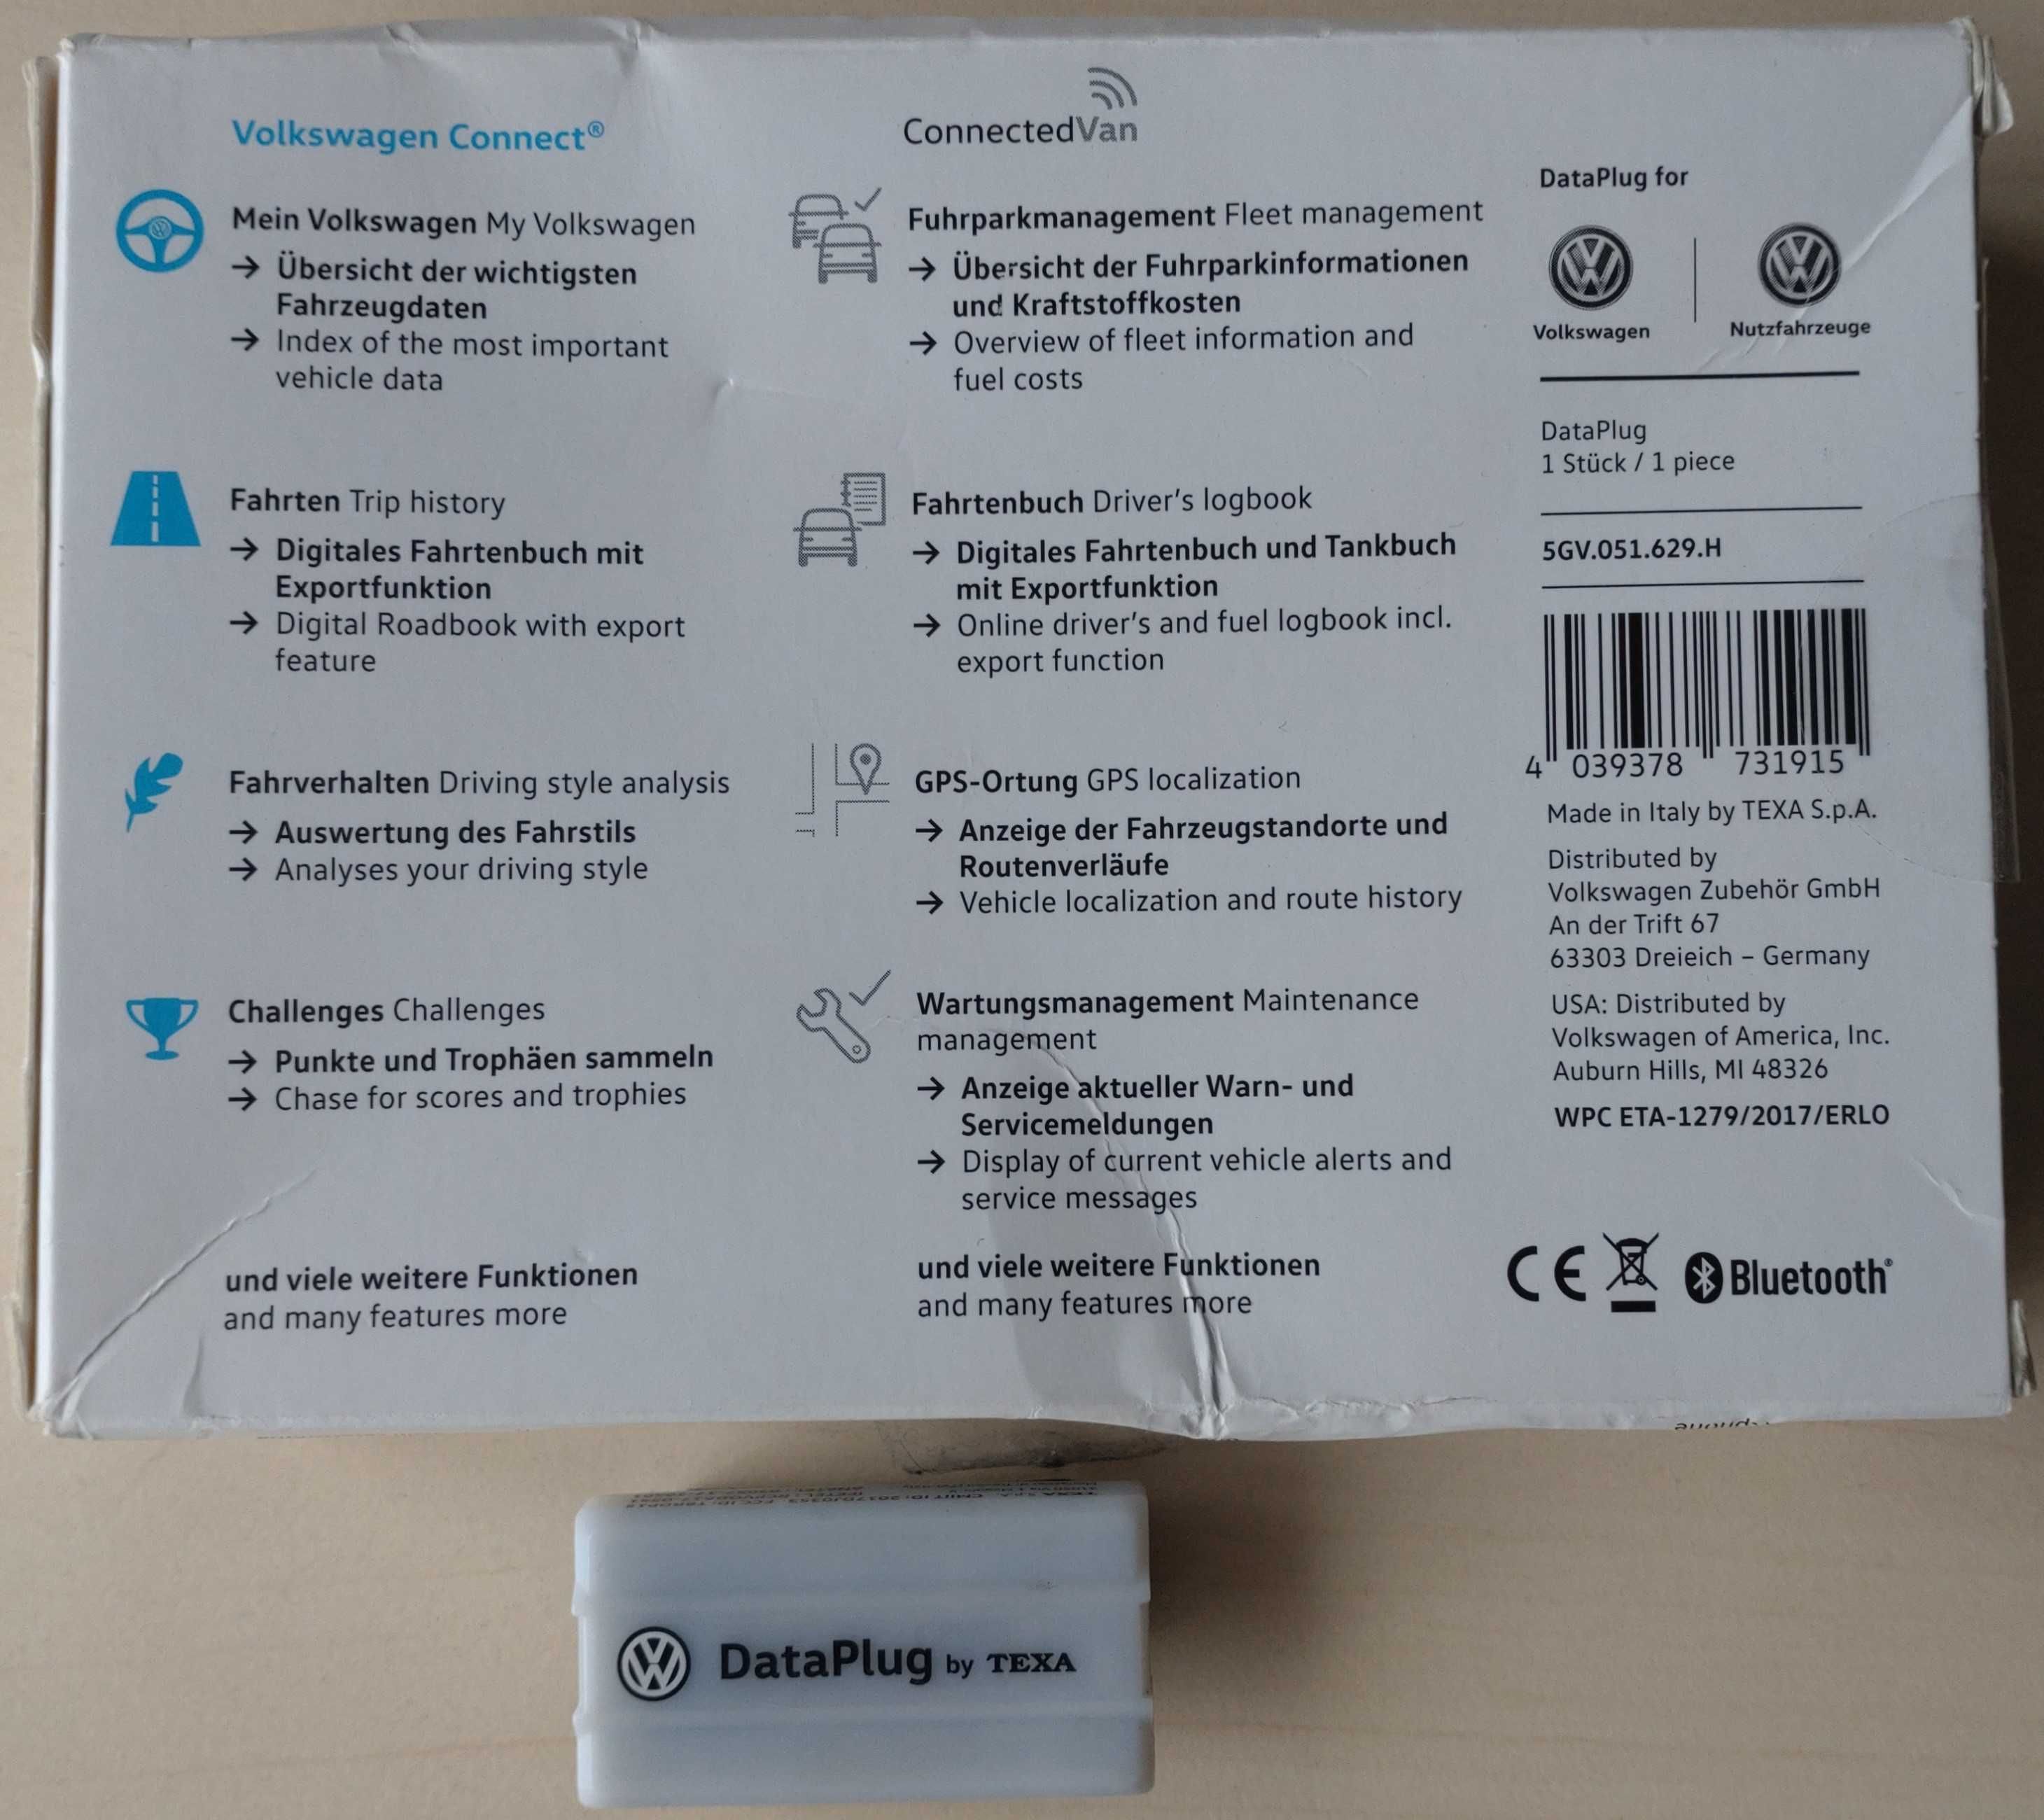 Volkswagen Connect®
Mein Volkswagen My Volkswagen
→ Übersicht der wichtigsten
Fahrzeugdaten
→ Index of the most important
vehicle data
Fahrten Trip history
→ Digitales Fahrtenbuch mit
Exportfunktion
→ Digital Roadbook with export
feature
Fahrverhalten Driving style analysis
→ Auswertung des Fahrstils
→ Analyses your driving style
Challenges Challenges
→ Punkte und Trophäen sammeln
→ Chase for scores and trophies
und viele weitere Funktionen
and many features more
ConnectedVan
Fuhrparkmanagement Fleet management
→ Übersicht der Fuhrparkinformationen
und Kraftstoffkosten
→ Overview of fleet information and
fuel costs
Fahrtenbuch Driver's logbook
→ Digitales Fahrtenbuch und Tankbuch
mit Exportfunktion
→ Online driver's and fuel logbook incl.
export function
GPS-Ortung GPS localization
→ Anzeige der Fahrzeugstandorte und
Routenverläufe
→ Vehicle localization and route history
Wartungsmanagement Maintenance
management
→ Anzeige aktueller Warn- und
Servicemeldungen
→ Display of current vehicle alerts and
service messages
und viele weitere Funktionen
and many features more
DataPlug for
Volkswagen
Nutzfahrzeuge
DataPlug
1 Stück / 1 piece
5GV.051.629.H
4 039378 731915
Made in Italy by TEXA S.p.A.
Distributed by
Volkswagen Zubehör GmbH
An der Trift 67
63303 Dreieich – Germany
USA: Distributed by
Volkswagen of America, Inc.
Auburn Hills, MI 48326
WPC ETA-1279/2017/ERLO
CE Bluetooth®
DataPlug by TEXA